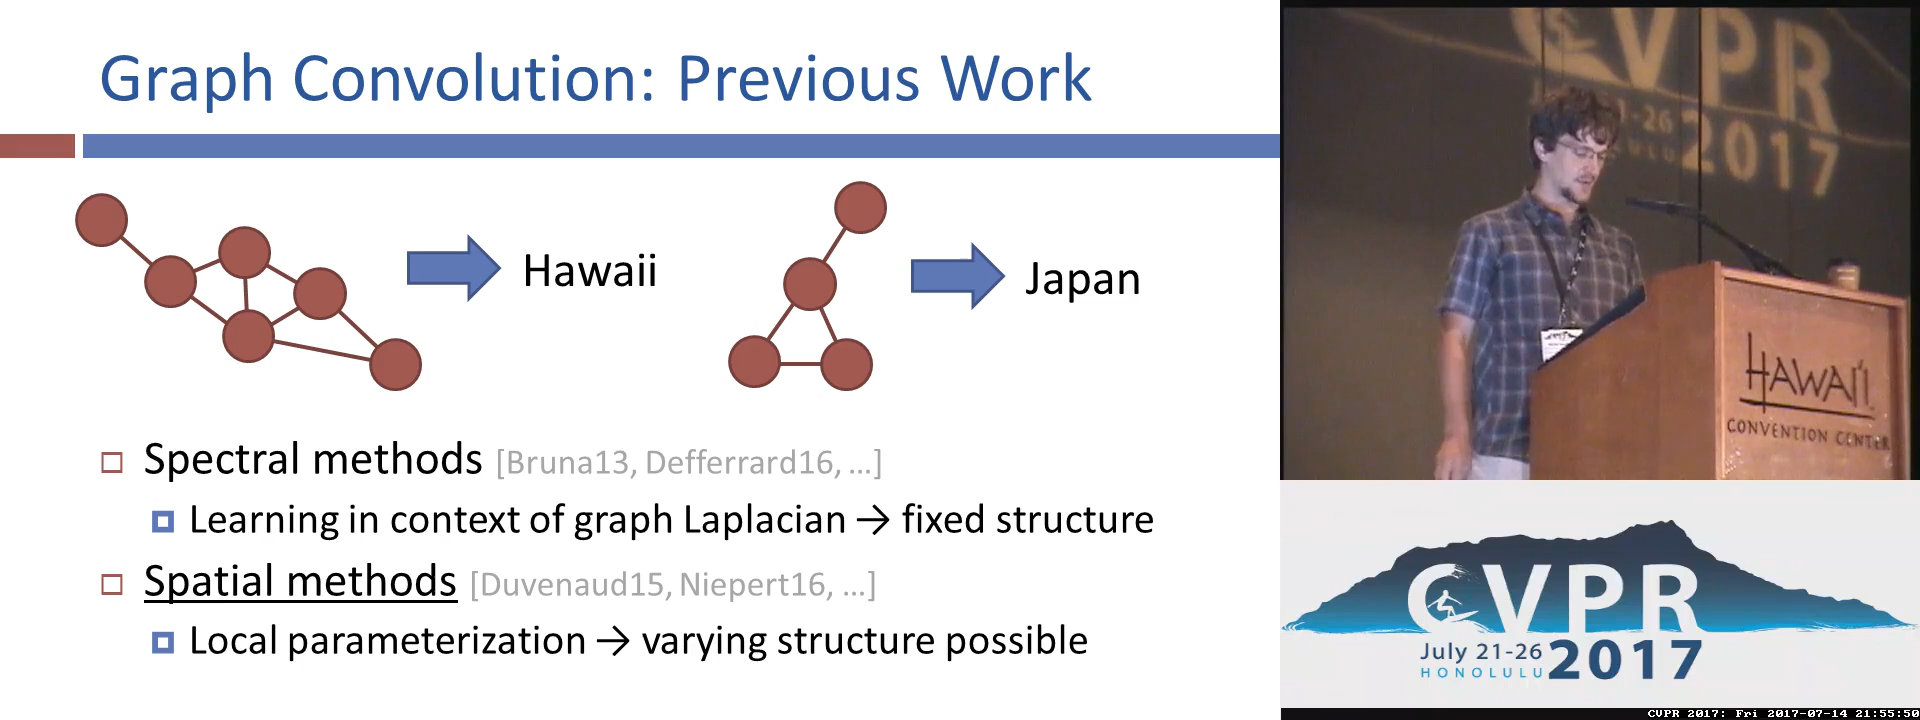 Graph Convolution: Previous Work
Hawaii
Japan
□ Spectral methods [Bruna13, Defferrard16, …]
Learning in context of graph Laplacian → fixed structure
□ Spatial methods [Duvenaud15, Niepert16, …]
Local parameterization → varying structure possible
CVPR
-26
2017
HAWAI'I
CONVENTION CENTER
CVPR
July 21-26 2017
HONOLULU
CVPR 2017: Fri 2017-07-14 21:55:50